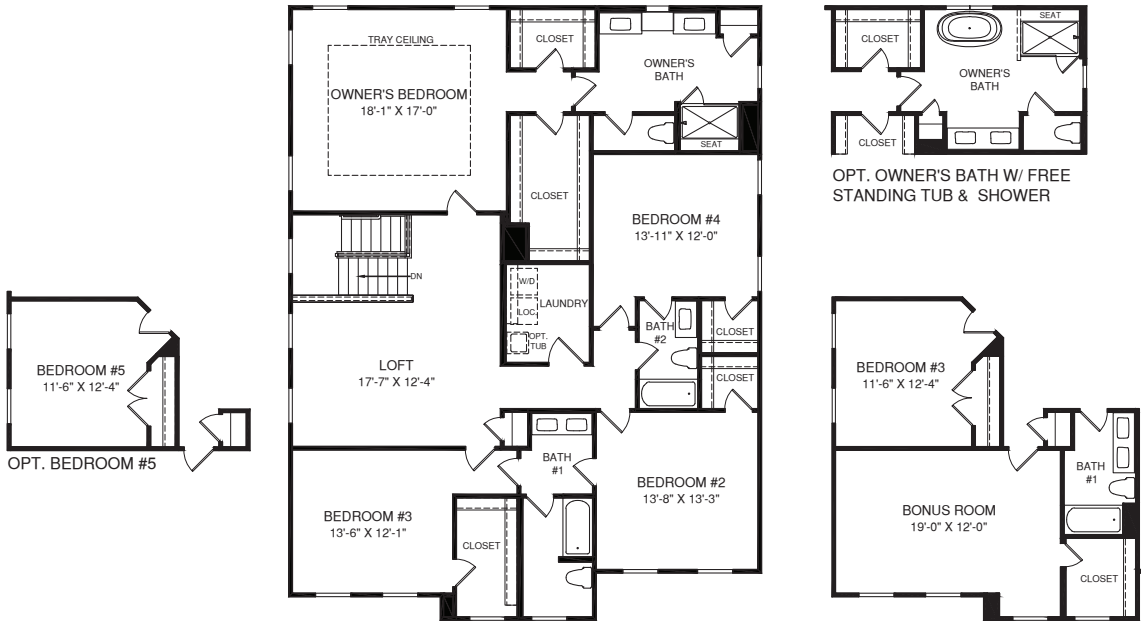 TRAY CEILING
OWNER'S BEDROOM
18'-1" X 17'-0"
CLOSET
OWNER'S
BATH
SEAT
CLOSET
BEDROOM #4
13'-11" X 12'-0"
DN
W/D
LOC.
LAUNDRY
OPT.
TUB
BATH
#2
CLOSET
CLOSET
LOFT
17'-7" X 12'-4"
BATH
#1
BEDROOM #2
13'-8" X 13'-3"
BEDROOM #3
13'-6" X 12'-1"
CLOSET
BEDROOM #5
11'-6" X 12'-4"
OPT. BEDROOM #5
CLOSET
SEAT
OWNER'S
BATH
CLOSET
OPT. OWNER'S BATH W/ FREE
STANDING TUB & SHOWER
BEDROOM #3
11'-6" X 12'-4"
BATH
#1
BONUS ROOM
19'-0" X 12'-0"
CLOSET